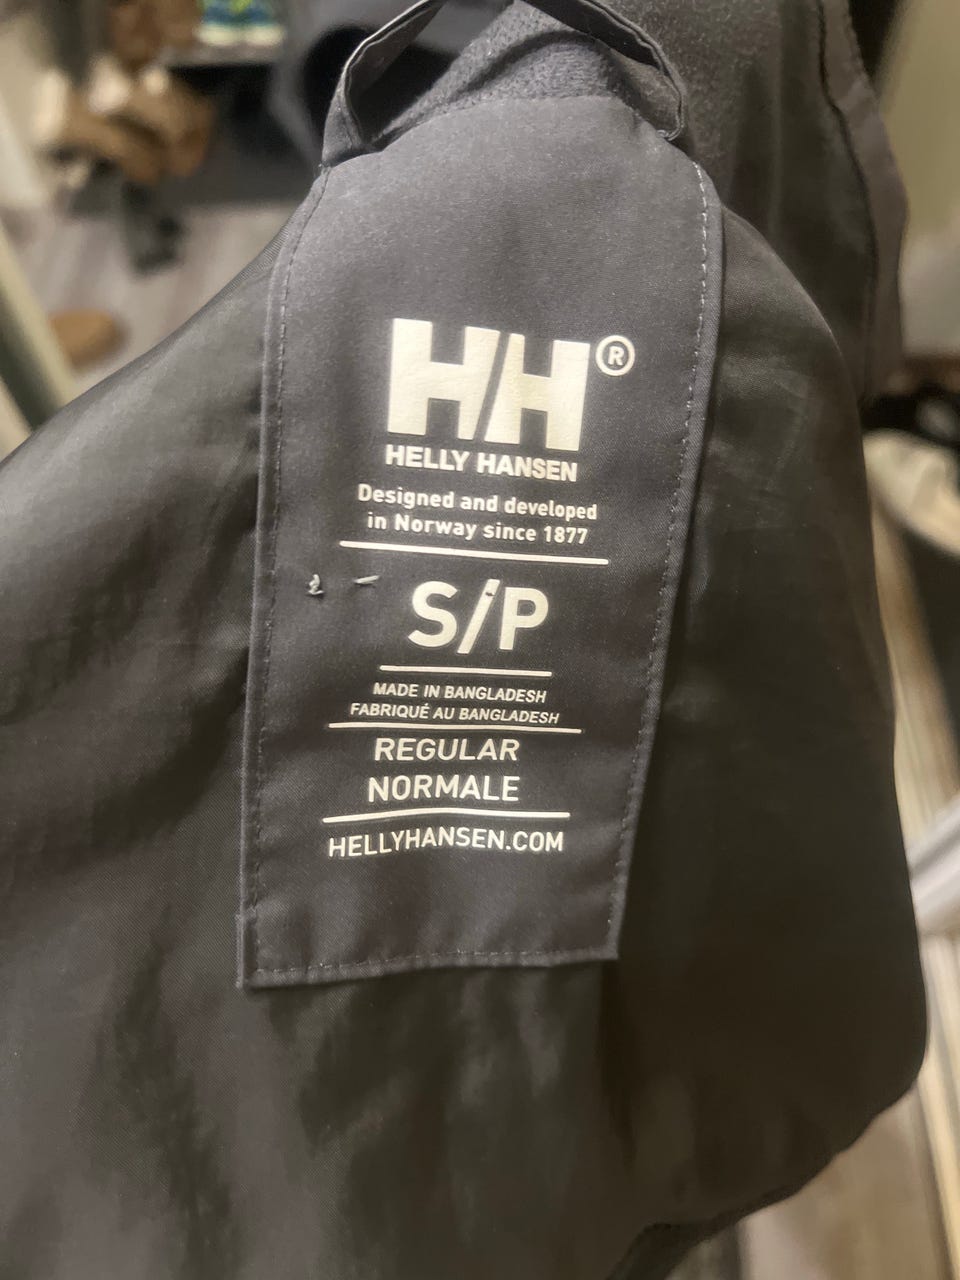 HH®
HELLY HANSEN
Designed and developed
in Norway since 1877
S/P
MADE IN BANGLADESH
FABRIQUÉ AU BANGLADESH
REGULAR
NORMALE
HELLYHANSEN.COM